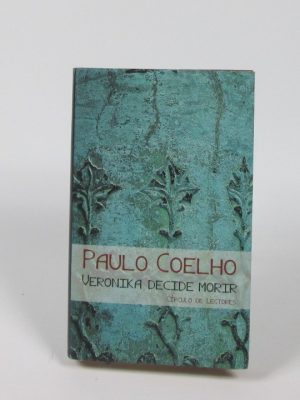 PAULO COELHO
VERONIKA DECIDE MORIR
CÍRCULO DE LECTORES